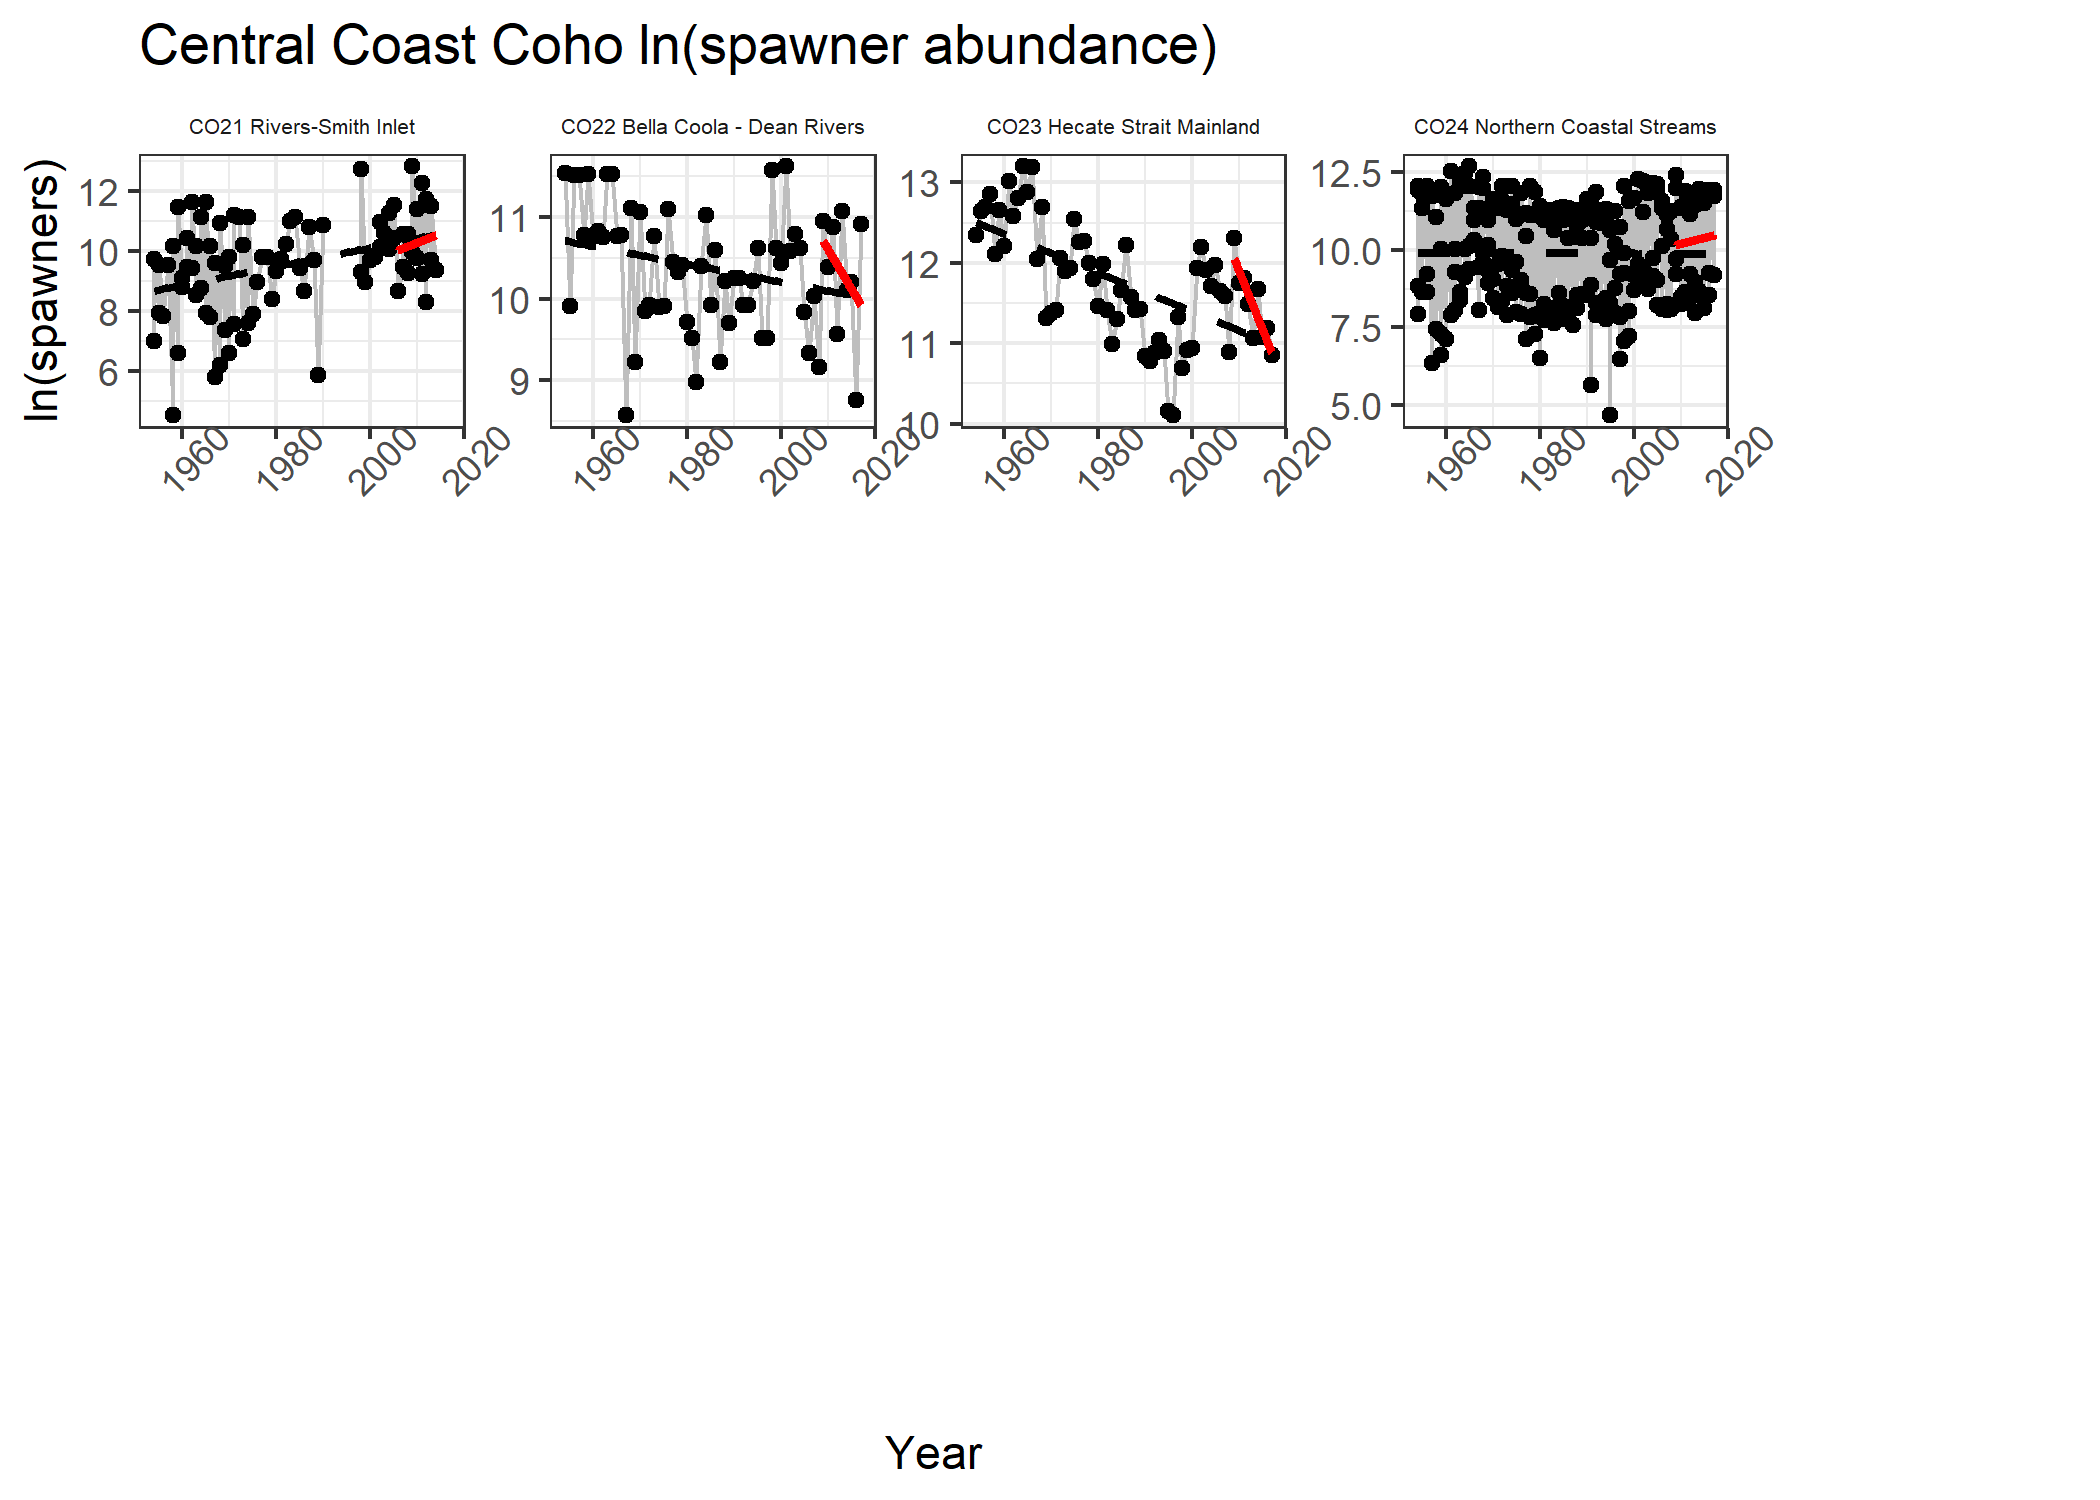 Central Coast Coho ln(spawner abundance)
CO21 Rivers-Smith Inlet
CO22 Bella Coola - Dean Rivers
CO23 Hecate Strait Mainland
CO24 Northern Coastal Streams
ln(spawners)
12
10
8
6
11
10
9
13
12
11
10
12.5
10.0
7.5
5.0
1960 1980 2000 2020
1960 1980 2000 2020
1960 1980 2000 2020
1960 1980 2000 2020
Year